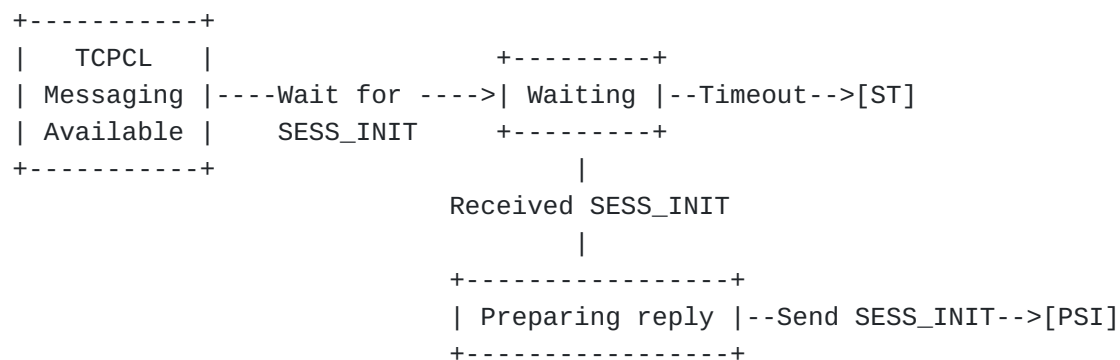 +-----------+
|   TCPCL   |                 +---------+
| Messaging |----Wait for ---->| Waiting |--Timeout-->[ST]
| Available |    SESS_INIT     +---------+
+-----------+                       |
                           Received SESS_INIT
                                    |
                           +-----------------+
                           | Preparing reply |--Send SESS_INIT-->[PSI]
                           +-----------------+